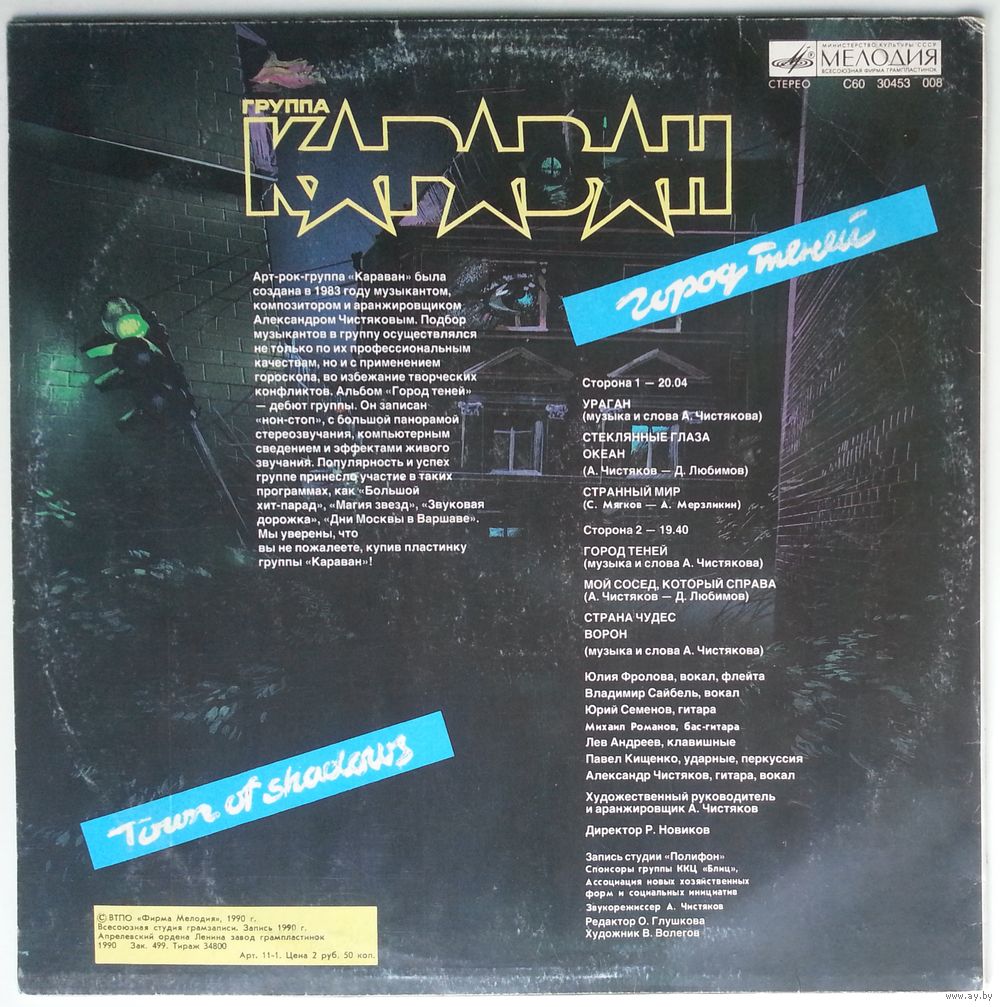 МИНИСТЕРСТВО КУЛЬТУРЫ СССР
МЕЛОДИЯ
ВСЕСОЮЗНАЯ ФИРМА ГРАМПЛАСТИНОК
СТЕРЕО С60 30453 008
ГРУППА
КАРАВАН
Город теней
Арт-рок-группа «Караван» была
создана в 1983 году музыкантом,
композитором и аранжировщиком
Александром Чистяковым. Подбор
музыкантов в группу осуществлялся
не только по их профессиональным
качествам, но и с применением
гороскопа, во избежание творческих
конфликтов. Альбом «Город теней»
— дебют группы. Он записан
«нон-стоп», с большой панорамой
стереозвучания, компьютерным
сведением и эффектами живого
звучания. Популярность и успех
группе принесло участие в таких
программах, как «Большой
хит-парад», «Магия звезд», «Звуковая
дорожка», «Дни Москвы в Варшаве».
Мы уверены, что
вы не пожалеете, купив пластинку
группы «Караван»!
Сторона 1 — 20.04
УРАГАН
(музыка и слова А. Чистякова)
СТЕКЛЯННЫЕ ГЛАЗА
ОКЕАН
(А. Чистяков — Д. Любимов)
СТРАННЫЙ МИР
(С. Мягков — А. Мерзликин)
Сторона 2 — 19.40
ГОРОД ТЕНЕЙ
(музыка и слова А. Чистякова)
МОЙ СОСЕД, КОТОРЫЙ СПРАВА
(А. Чистяков — Д. Любимов)
СТРАНА ЧУДЕС
ВОРОН
(музыка и слова А. Чистякова)
Юлия Фролова, вокал, флейта
Владимир Сайбель, вокал
Юрий Семенов, гитара
Михаил Романов, бас-гитара
Лев Андреев, клавишные
Павел Кищенко, ударные, перкуссия
Александр Чистяков, гитара, вокал
Художественный руководитель
и аранжировщик А. Чистяков
Директор Р. Новиков
Запись студии «Полифон»
Спонсоры группы ККЦ «Блиц»,
Ассоциация новых хозяйственных
форм и социальных инициатив
Звукорежиссер А. Чистяков
Редактор О. Глушкова
Художник В. Волегов
Town of shadows
© ВТПО «Фирма Мелодия», 1990 г.
Всесоюзная студия грамзаписи. Запись 1990 г.
Апрелевский ордена Ленина завод грампластинок
1990 Зак. 499. Тираж 34800
Арт. 11-1. Цена 2 руб. 50 коп.
www.ay.by